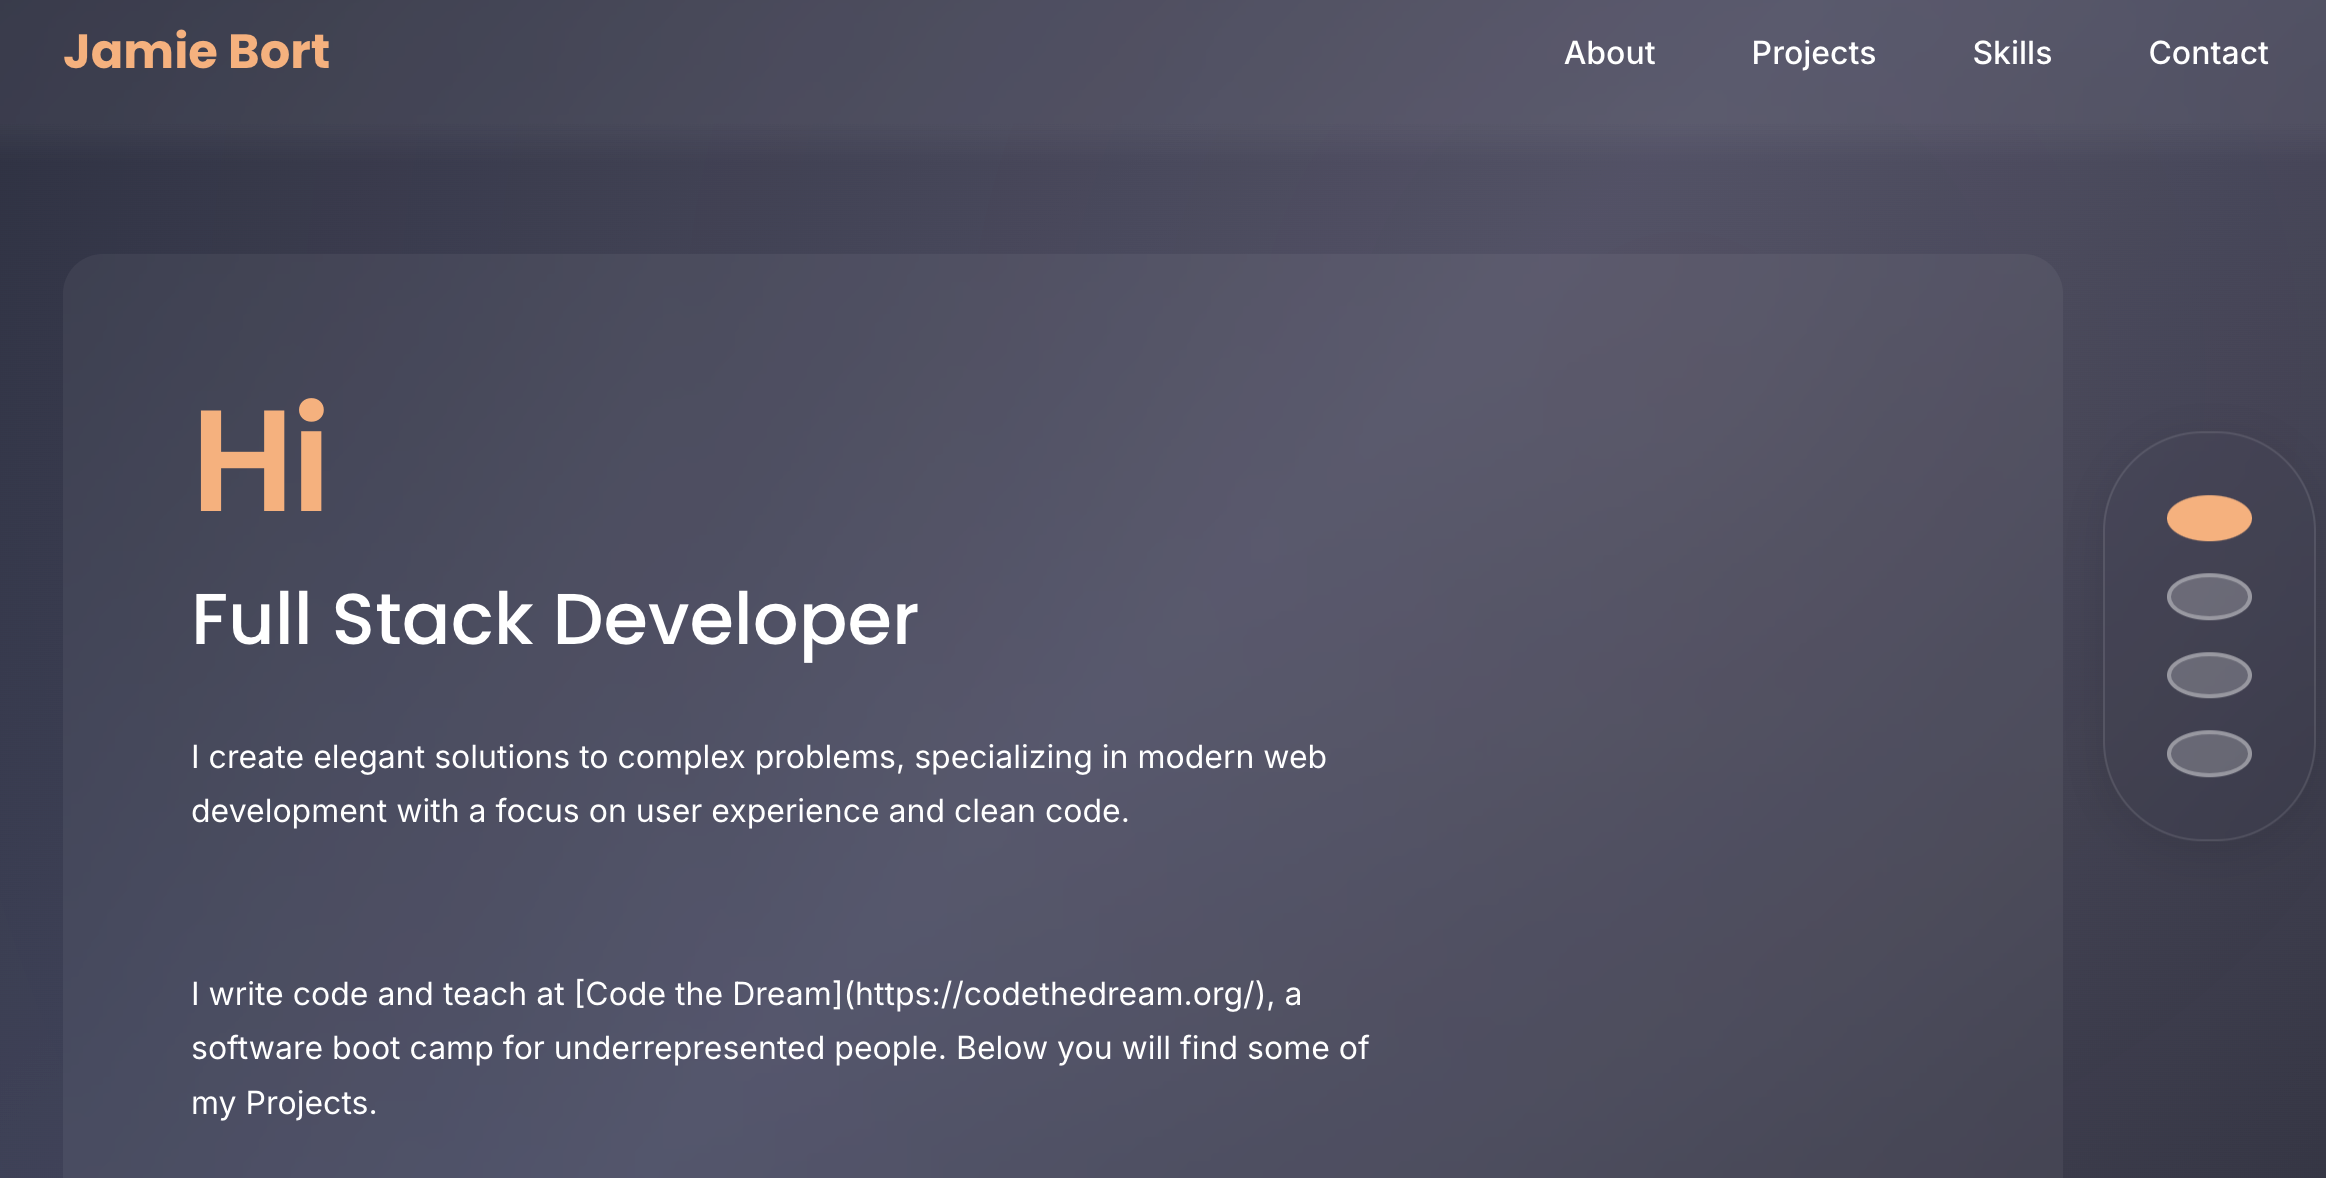 Jamie Bort
About Projects Skills Contact
Hi
Full Stack Developer
I create elegant solutions to complex problems, specializing in modern web
development with a focus on user experience and clean code.
I write code and teach at [Code the Dream](https://codethedream.org/), a
software boot camp for underrepresented people. Below you will find some of
my Projects.